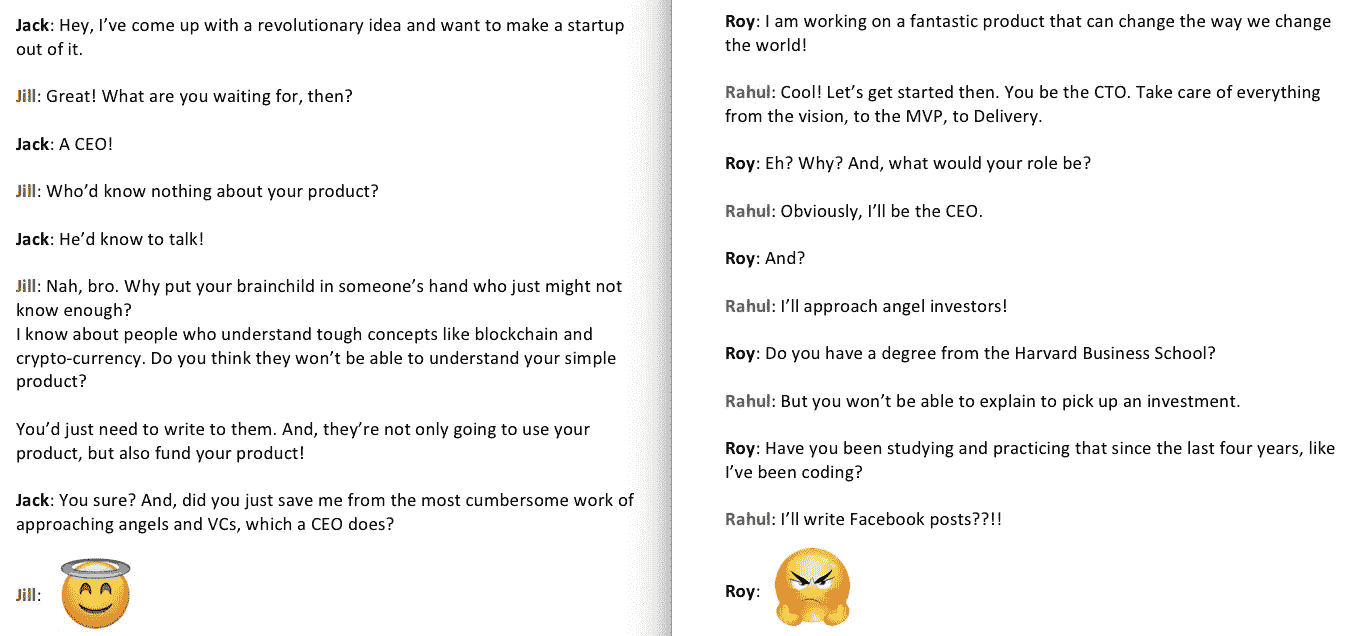 Jack: Hey, I’ve come up with a revolutionary idea and want to make a startup
out of it.
Jill: Great! What are you waiting for, then?
Jack: A CEO!
Jill: Who’d know nothing about your product?
Jack: He’d know to talk!
Jill: Nah, bro. Why put your brainchild in someone’s hand who just might not
know enough?
I know about people who understand tough concepts like blockchain and
crypto-currency. Do you think they won’t be able to understand your simple
product?
You’d just need to write to them. And, they’re not only going to use your
product, but also fund your product!
Jack: You sure? And, did you just save me from the most cumbersome work of
approaching angels and VCs, which a CEO does?
Jill:
Roy: I am working on a fantastic product that can change the way we change
the world!
Rahul: Cool! Let’s get started then. You be the CTO. Take care of everything
from the vision, to the MVP, to Delivery.
Roy: Eh? Why? And, what would your role be?
Rahul: Obviously, I’ll be the CEO.
Roy: And?
Rahul: I’ll approach angel investors!
Roy: Do you have a degree from the Harvard Business School?
Rahul: But you won’t be able to explain to pick up an investment.
Roy: Have you been studying and practicing that since the last four years, like
I’ve been coding?
Rahul: I’ll write Facebook posts??!!
Roy: